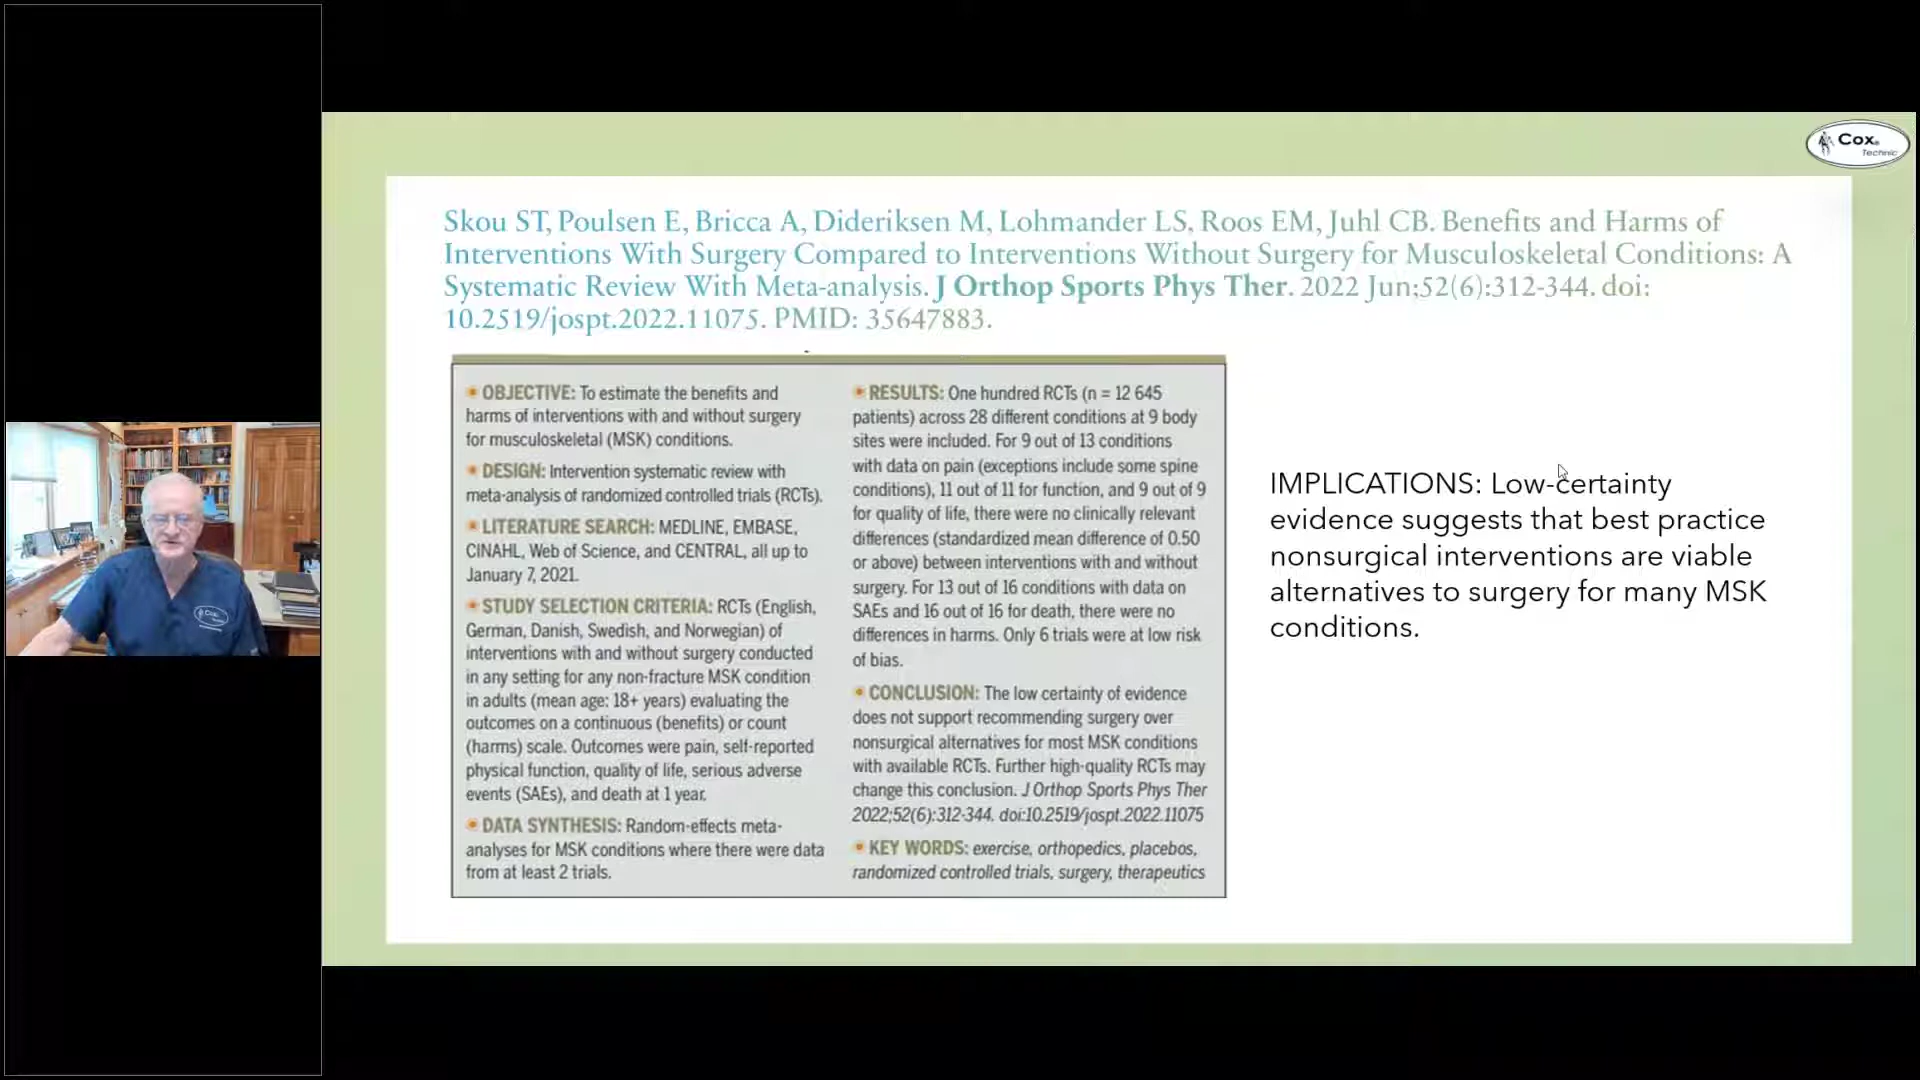 Cox®
Technic
Skou ST, Poulsen E, Bricca A, Dideriksen M, Lohmander LS, Roos EM, Juhl CB. Benefits and Harms of
Interventions With Surgery Compared to Interventions Without Surgery for Musculoskeletal Conditions: A
Systematic Review With Meta-analysis. J Orthop Sports Phys Ther. 2022 Jun;52(6):312-344. doi:
10.2519/jospt.2022.11075. PMID: 35647883.
OBJECTIVE: To estimate the benefits and
harms of interventions with and without surgery
for musculoskeletal (MSK) conditions.
DESIGN: Intervention systematic review with
meta-analysis of randomized controlled trials (RCTs).
LITERATURE SEARCH: MEDLINE, EMBASE,
CINAHL, Web of Science, and CENTRAL, all up to
January 7, 2021.
STUDY SELECTION CRITERIA: RCTs (English,
German, Danish, Swedish, and Norwegian) of
interventions with and without surgery conducted
in any setting for any non-fracture MSK condition
in adults (mean age: 18+ years) evaluating the
outcomes on a continuous (benefits) or count
(harms) scale. Outcomes were pain, self-reported
physical function, quality of life, serious adverse
events (SAEs), and death at 1 year.
DATA SYNTHESIS: Random-effects meta-
analyses for MSK conditions where there were data
from at least 2 trials.
RESULTS: One hundred RCTs (n = 12 645
patients) across 28 different conditions at 9 body
sites were included. For 9 out of 13 conditions
with data on pain (exceptions include some spine
conditions), 11 out of 11 for function, and 9 out of 9
for quality of life, there were no clinically relevant
differences (standardized mean difference of 0.50
or above) between interventions with and without
surgery. For 13 out of 16 conditions with data on
SAEs and 16 out of 16 for death, there were no
differences in harms. Only 6 trials were at low risk
of bias.
CONCLUSION: The low certainty of evidence
does not support recommending surgery over
nonsurgical alternatives for most MSK conditions
with available RCTs. Further high-quality RCTs may
change this conclusion. J Orthop Sports Phys Ther
2022;52(6):312-344. doi:10.2519/jospt.2022.11075
KEY WORDS: exercise, orthopedics, placebos,
randomized controlled trials, surgery, therapeutics
IMPLICATIONS: Low-certainty
evidence suggests that best practice
nonsurgical interventions are viable
alternatives to surgery for many MSK
conditions.
Cox